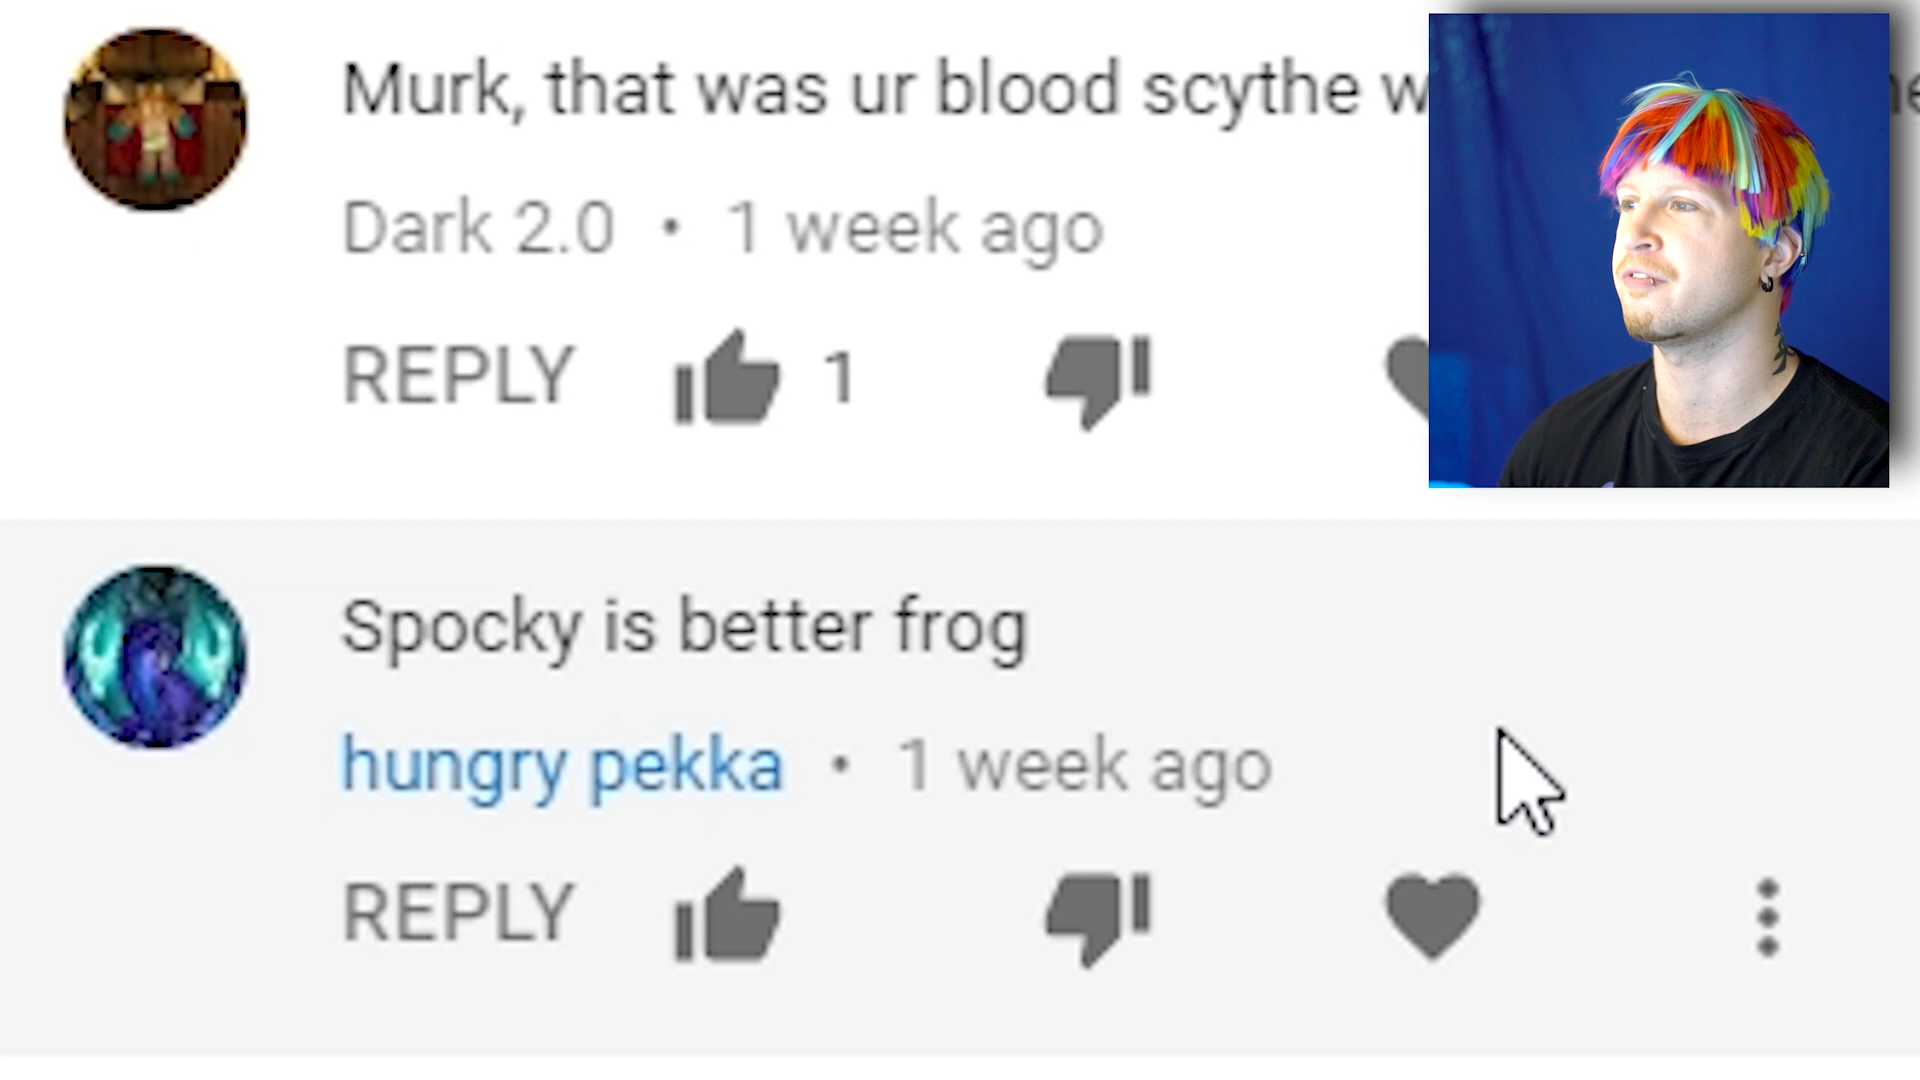 Murk, that was ur blood scythe
Dark 2.0 • 1 week ago
REPLY 1
Spocky is better frog
hungry pekka • 1 week ago
REPLY